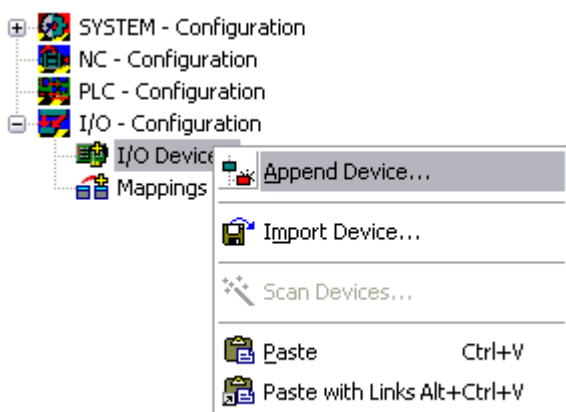 SYSTEM - Configuration
NC - Configuration
PLC - Configuration
I/O - Configuration
I/O Device
Append Device...
Mappings
Import Device...
Scan Devices...
Paste Ctrl+V
Paste with Links Alt+Ctrl+V